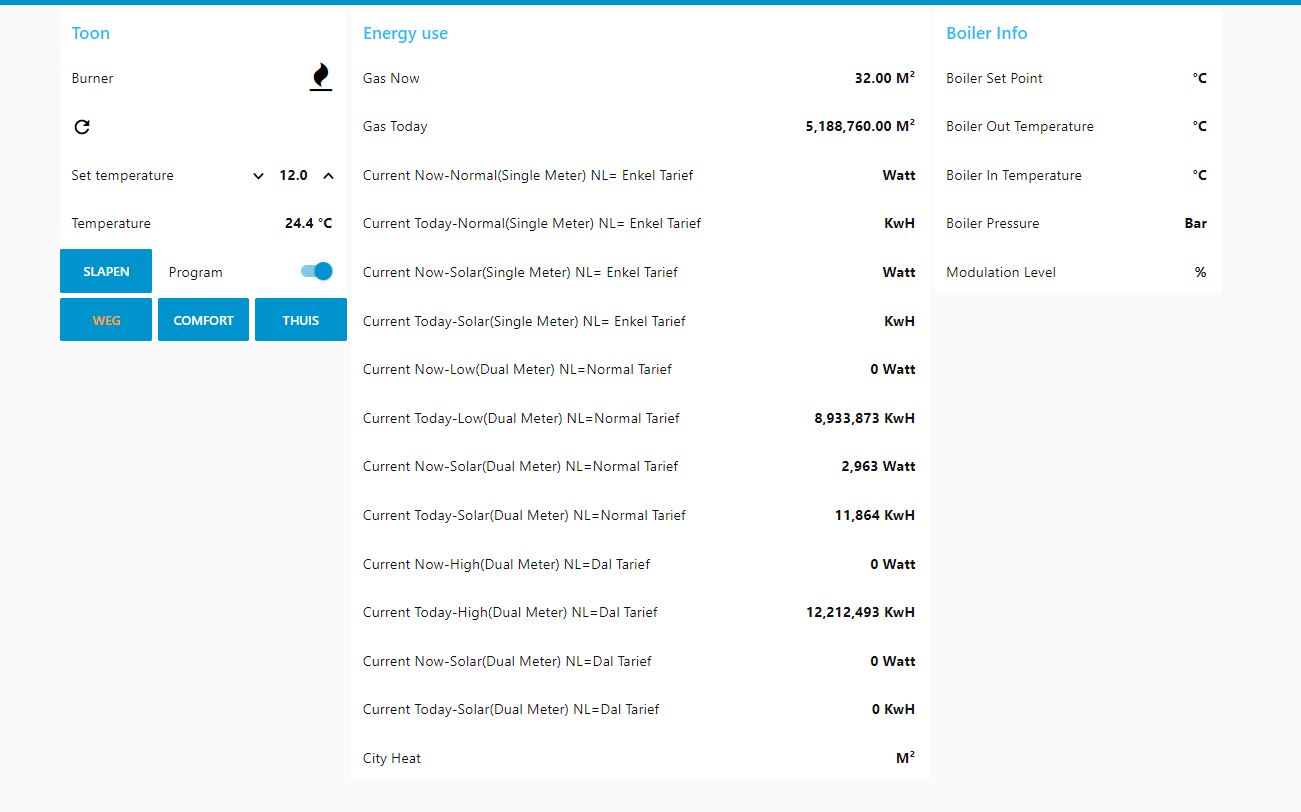 Toon
Burner
Set temperature 12.0
Temperature 24.4 °C
SLAPEN Program
WEG COMFORT THUIS
Energy use
Gas Now 32.00 M²
Gas Today 5,188,760.00 M²
Current Now-Normal(Single Meter) NL= Enkel Tarief Watt
Current Today-Normal(Single Meter) NL= Enkel Tarief KwH
Current Now-Solar(Single Meter) NL= Enkel Tarief Watt
Current Today-Solar(Single Meter) NL= Enkel Tarief KwH
Current Now-Low(Dual Meter) NL=Normal Tarief 0 Watt
Current Today-Low(Dual Meter) NL=Normal Tarief 8,933,873 KwH
Current Now-Solar(Dual Meter) NL=Normal Tarief 2,963 Watt
Current Today-Solar(Dual Meter) NL=Normal Tarief 11,864 KwH
Current Now-High(Dual Meter) NL=Dal Tarief 0 Watt
Current Today-High(Dual Meter) NL=Dal Tarief 12,212,493 KwH
Current Now-Solar(Dual Meter) NL=Dal Tarief 0 Watt
Current Today-Solar(Dual Meter) NL=Dal Tarief 0 KwH
City Heat M²
Boiler Info
Boiler Set Point °C
Boiler Out Temperature °C
Boiler In Temperature °C
Boiler Pressure Bar
Modulation Level %